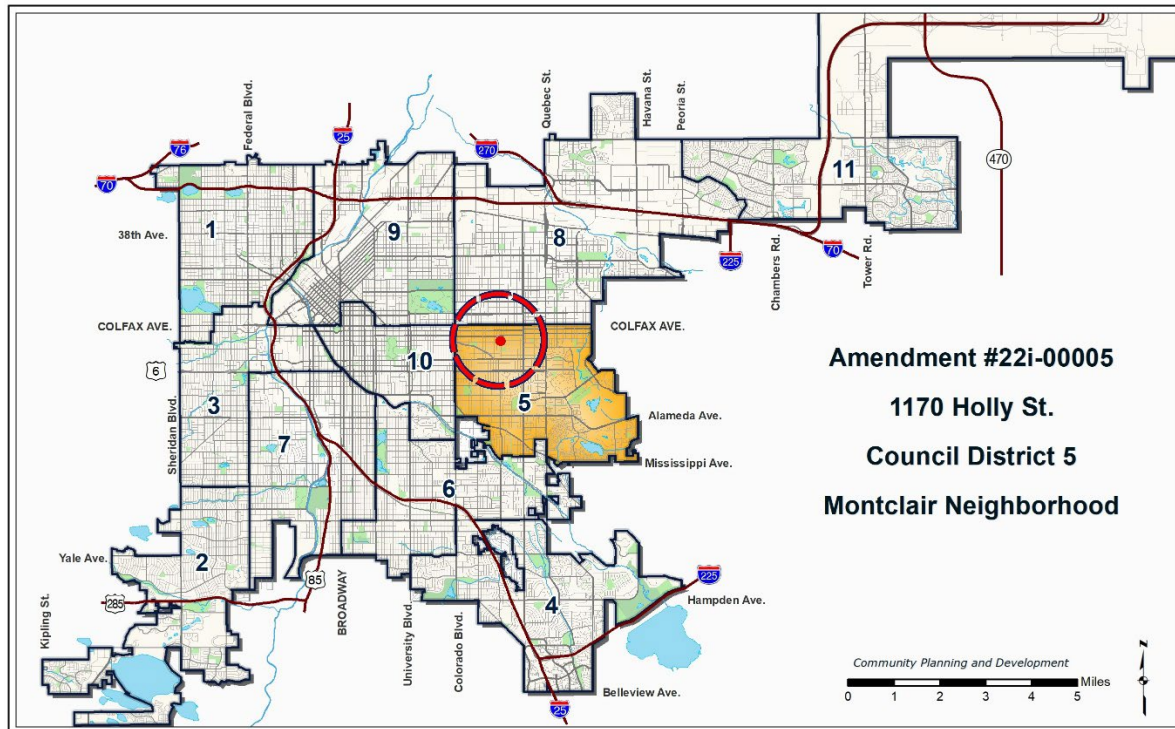 Federal Blvd.
Quebec St.
Havana St.
Peoria St.
25
76
270
70
470
11
1
9
8
38th Ave.
225
Chambers Rd.
70
Tower Rd.
COLFAX AVE.
COLFAX AVE.
10
6
3
5
Sheridan Blvd.
Alameda Ave.
7
Mississippi Ave.
6
Yale Ave.
2
85
225
285
4
Hampden Ave.
Kipling St.
BROADWAY
University Blvd.
Colorado Blvd.
Belleview Ave.
25
Amendment #22i-00005
1170 Holly St.
Council District 5
Montclair Neighborhood
Community Planning and Development
0 1 2 3 4 5 Miles
N